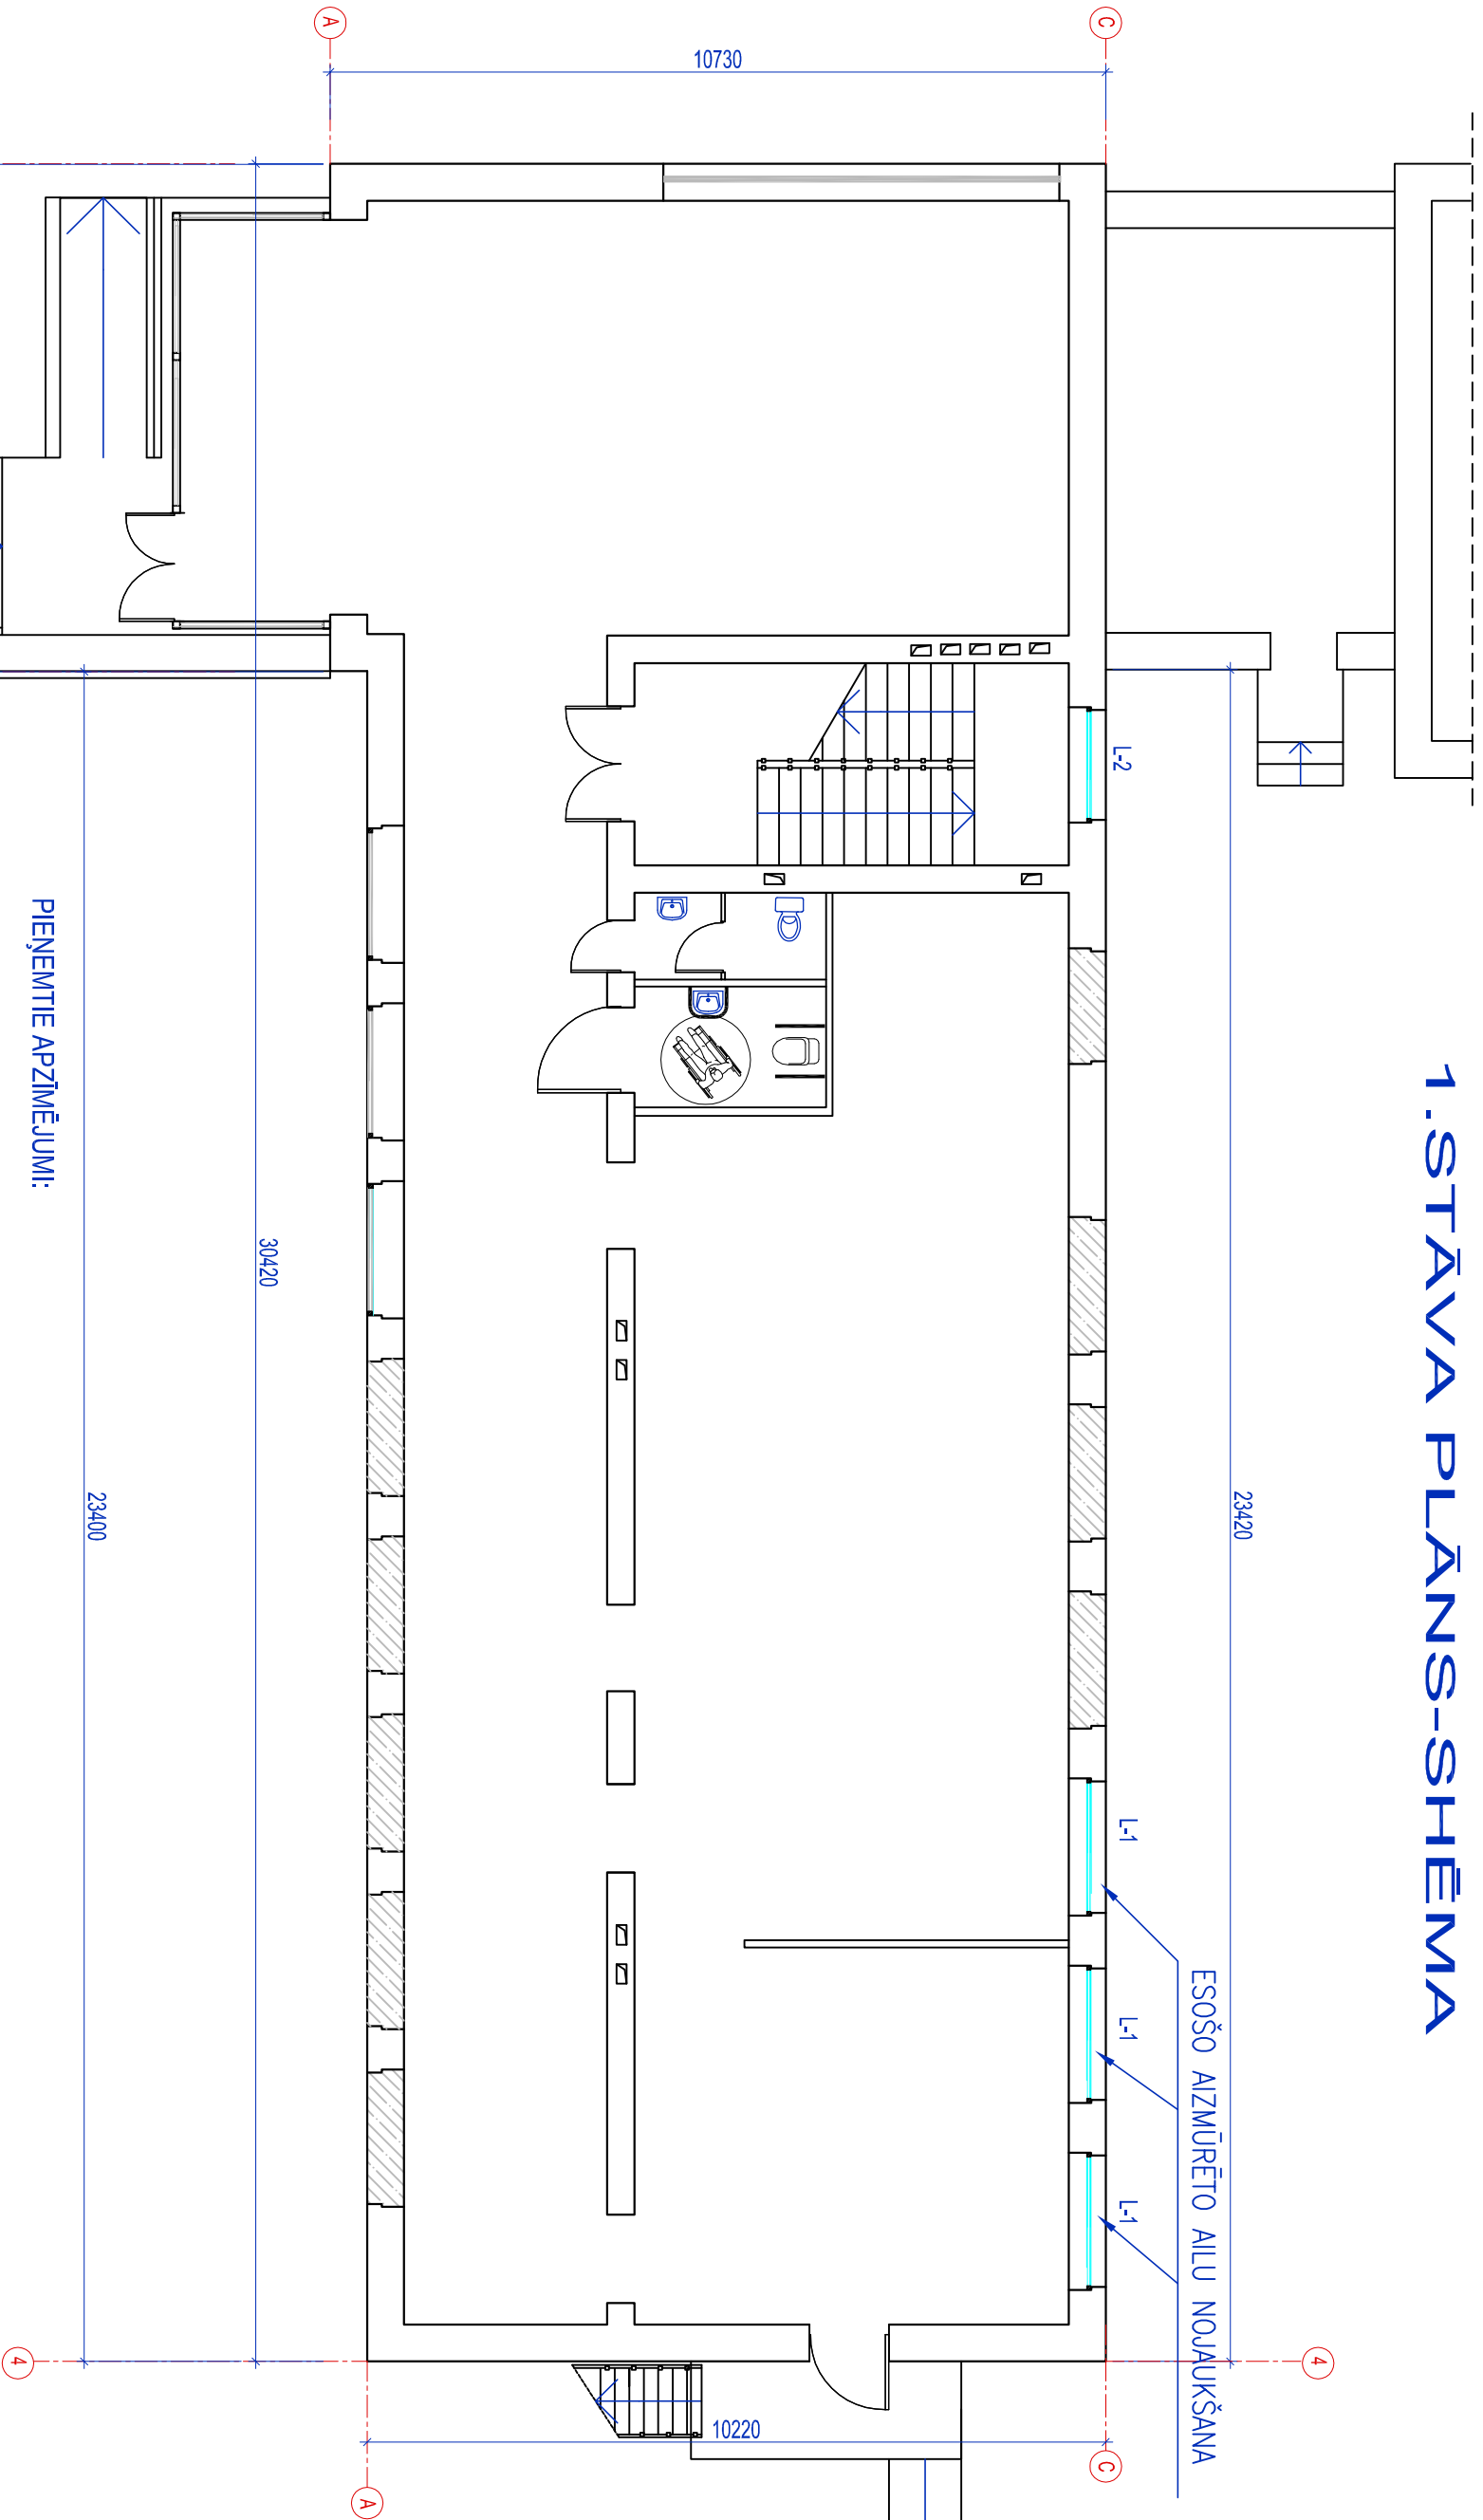 1.STĀVA PLĀNS-SHĒMA
ESOŠO AIZMŪRĒTO AILU NOJAUKŠANA
23420
L-2
L-1
L-1
L-1
A
C
10730
4
4
C
A
10220
30420
23400
PIEŅEMTIE APZĪMĒJUMI: